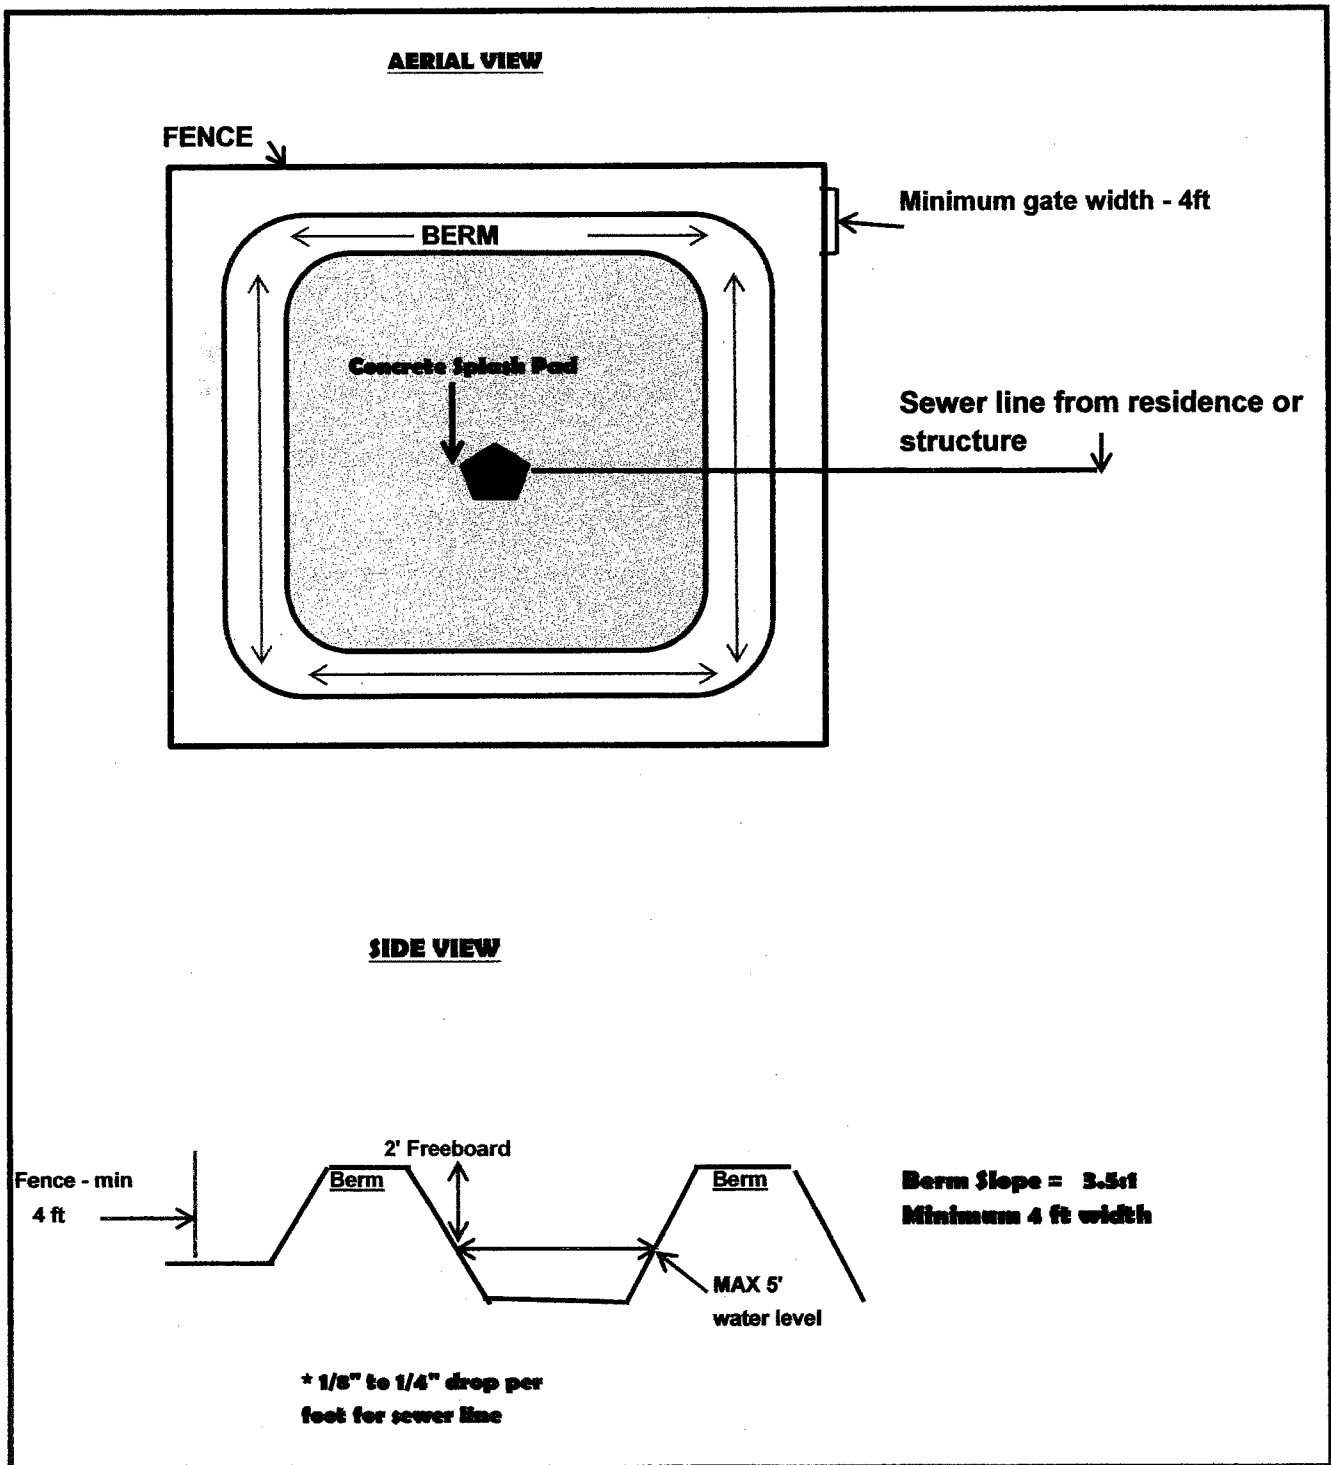 AERIAL VIEW
FENCE
Minimum gate width - 4ft
BERM
Concrete Splash Pad
Sewer line from residence or
structure
SIDE VIEW
2' Freeboard
Fence - min
4 ft
Berm
Berm
Berm Slope = 3.5:1
Minimum 4 ft width
MAX 5'
water level
* 1/8" to 1/4" drop per
foot for sewer line